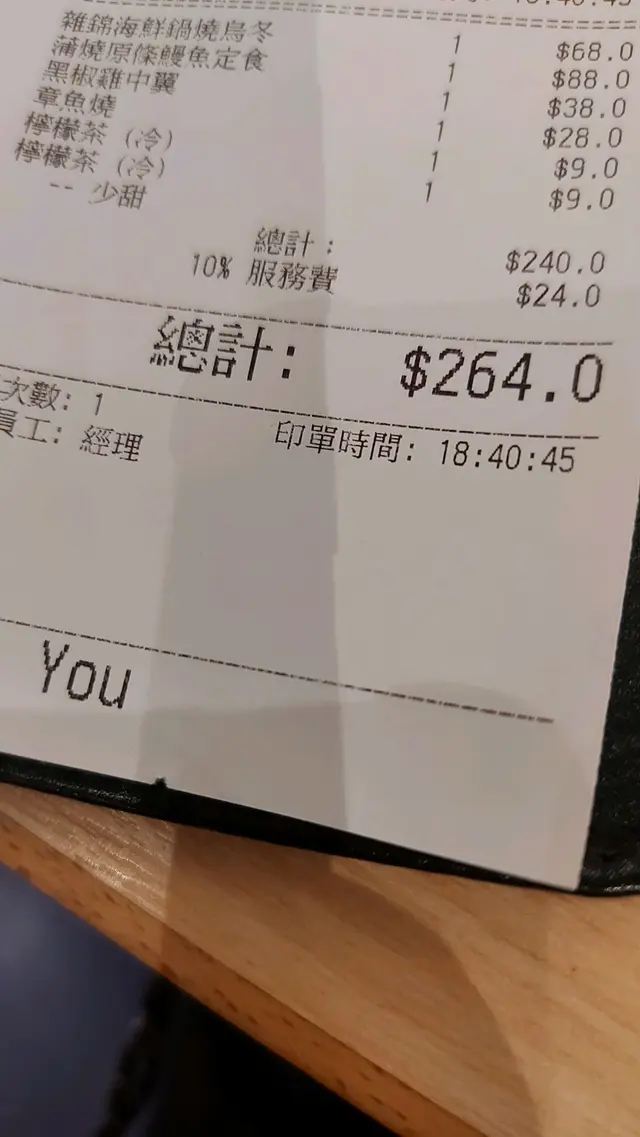 雜錦海鮮鍋燒烏冬 1 $68.0
蒲燒原條鰻魚定食 1 $88.0
黑椒雞中翼 1 $38.0
章魚燒 1 $28.0
檸檬茶 (冷) 1 $9.0
檸檬茶 (冷) 1 $9.0
-- 少甜
總計: $240.0
10% 服務費 $24.0
總計: $264.0
次數: 1
員工: 經理 印單時間: 18:40:45
You